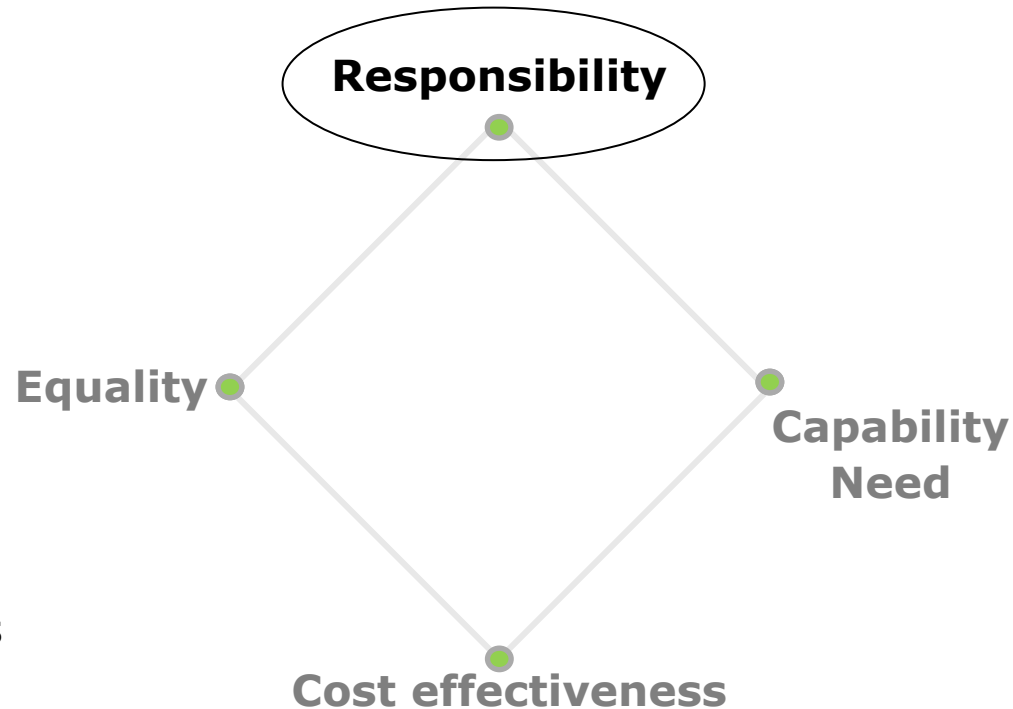 Responsibility
Equality
Capability
Need
Cost effectiveness